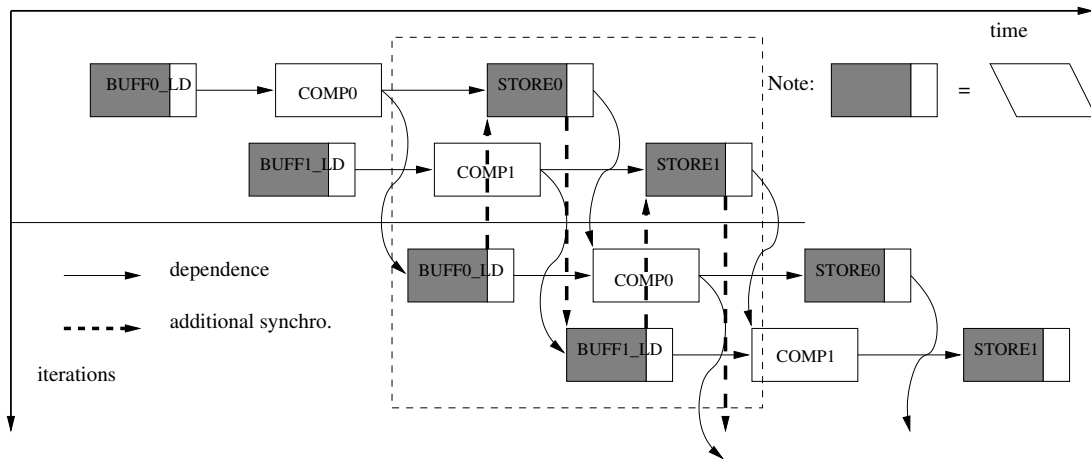 time
BUFF0_LD
COMP0
STORE0
Note:
=
BUFF1_LD
COMP1
STORE1
dependence
BUFF0_LD
COMP0
STORE0
additional synchro.
BUFF1_LD
COMP1
STORE1
iterations